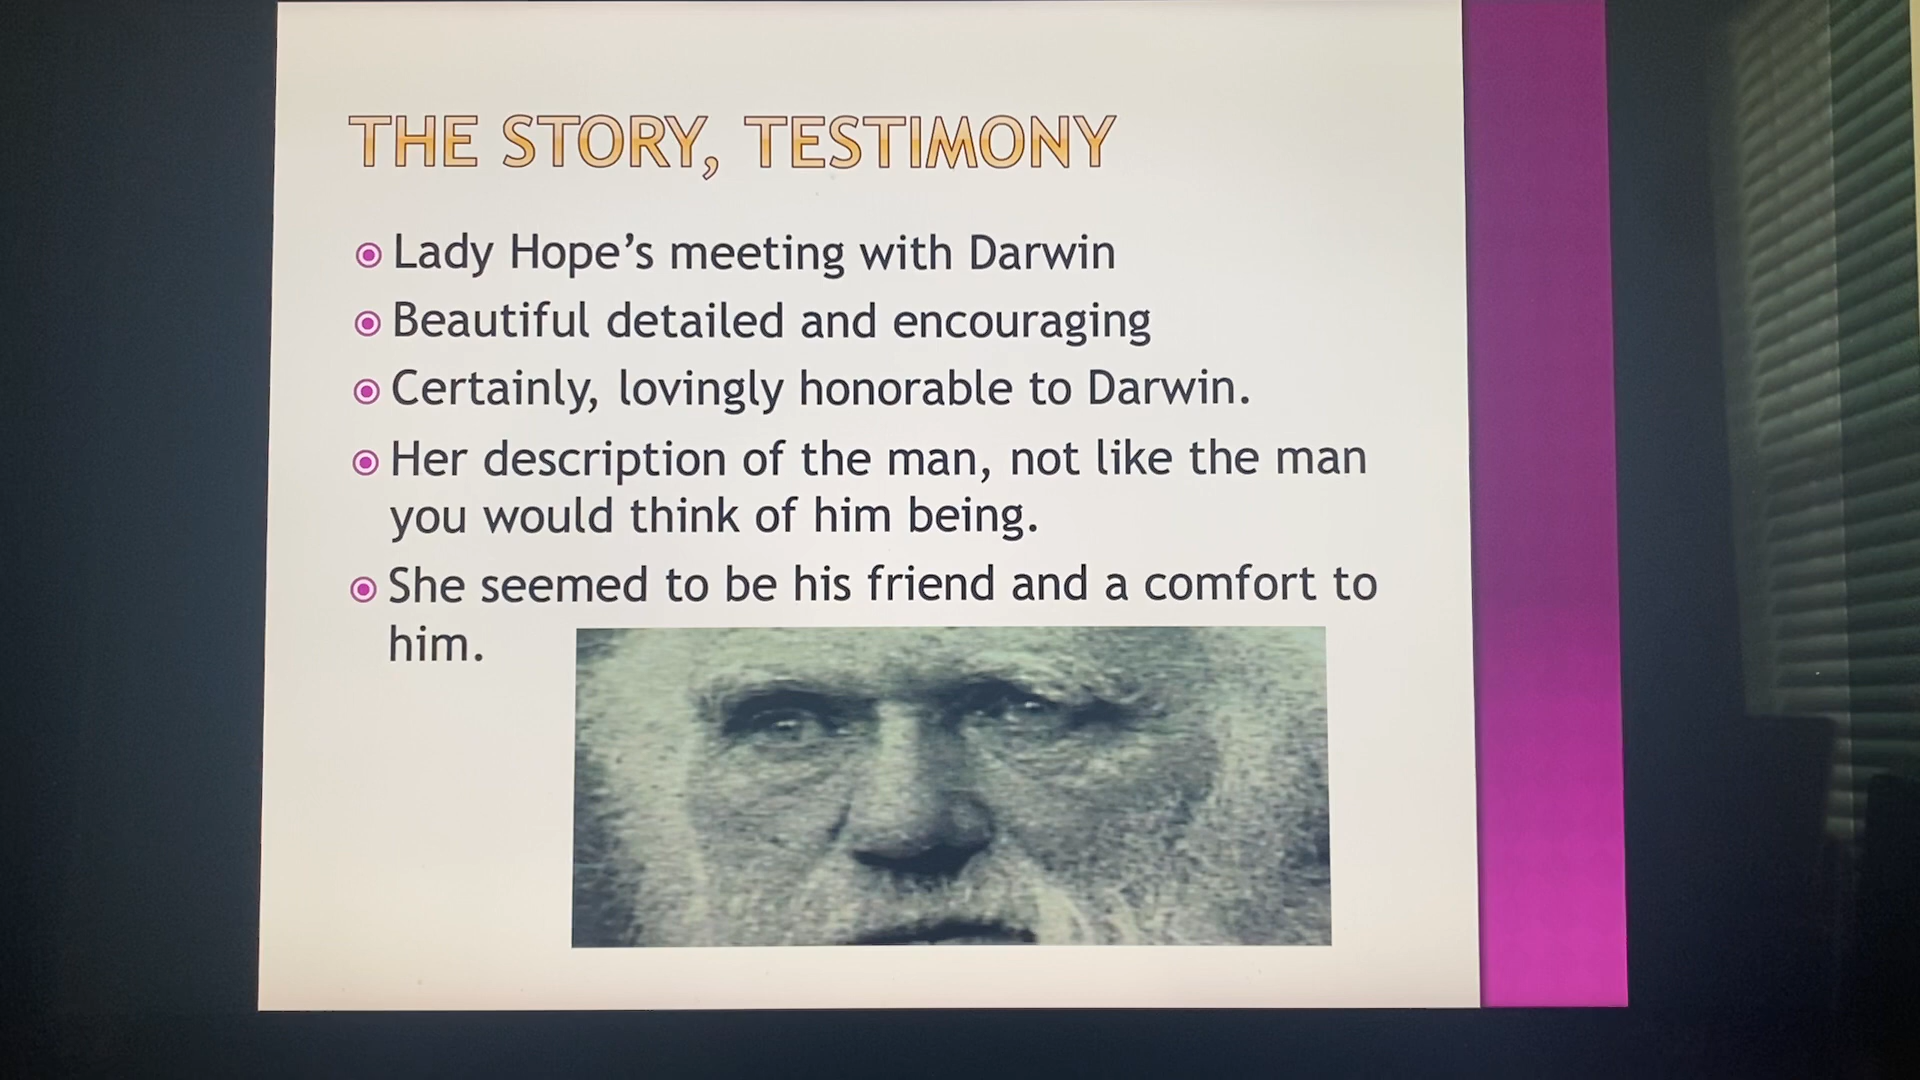 THE STORY, TESTIMONY
Lady Hope's meeting with Darwin
Beautiful detailed and encouraging
Certainly, lovingly honorable to Darwin.
Her description of the man, not like the man
you would think of him being.
She seemed to be his friend and a comfort to
him.